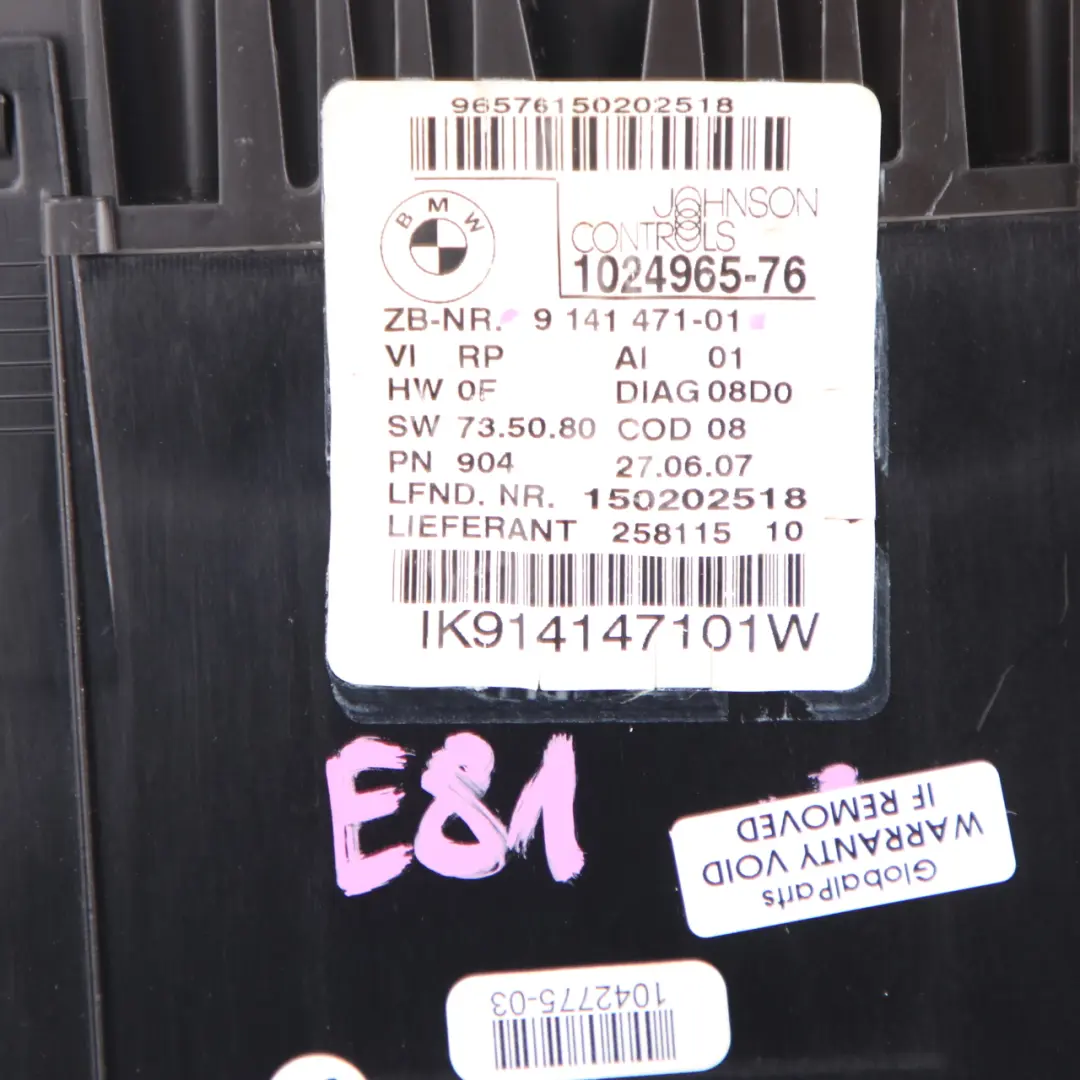 96576150202518
BMW
JOHNSON
CONTROLS
1024965-76
ZB-NR. 9 141 471-01
VI RP AI 01
HW 0F DIAG 08D0
SW 73.50.80 COD 08
PN 904 27.06.07
LFND. NR. 150202518
LIEFERANT 258115 10
IK914147101W
E81
GlobalParts
WARRANTY VOID
IF REMOVED
1042775-03